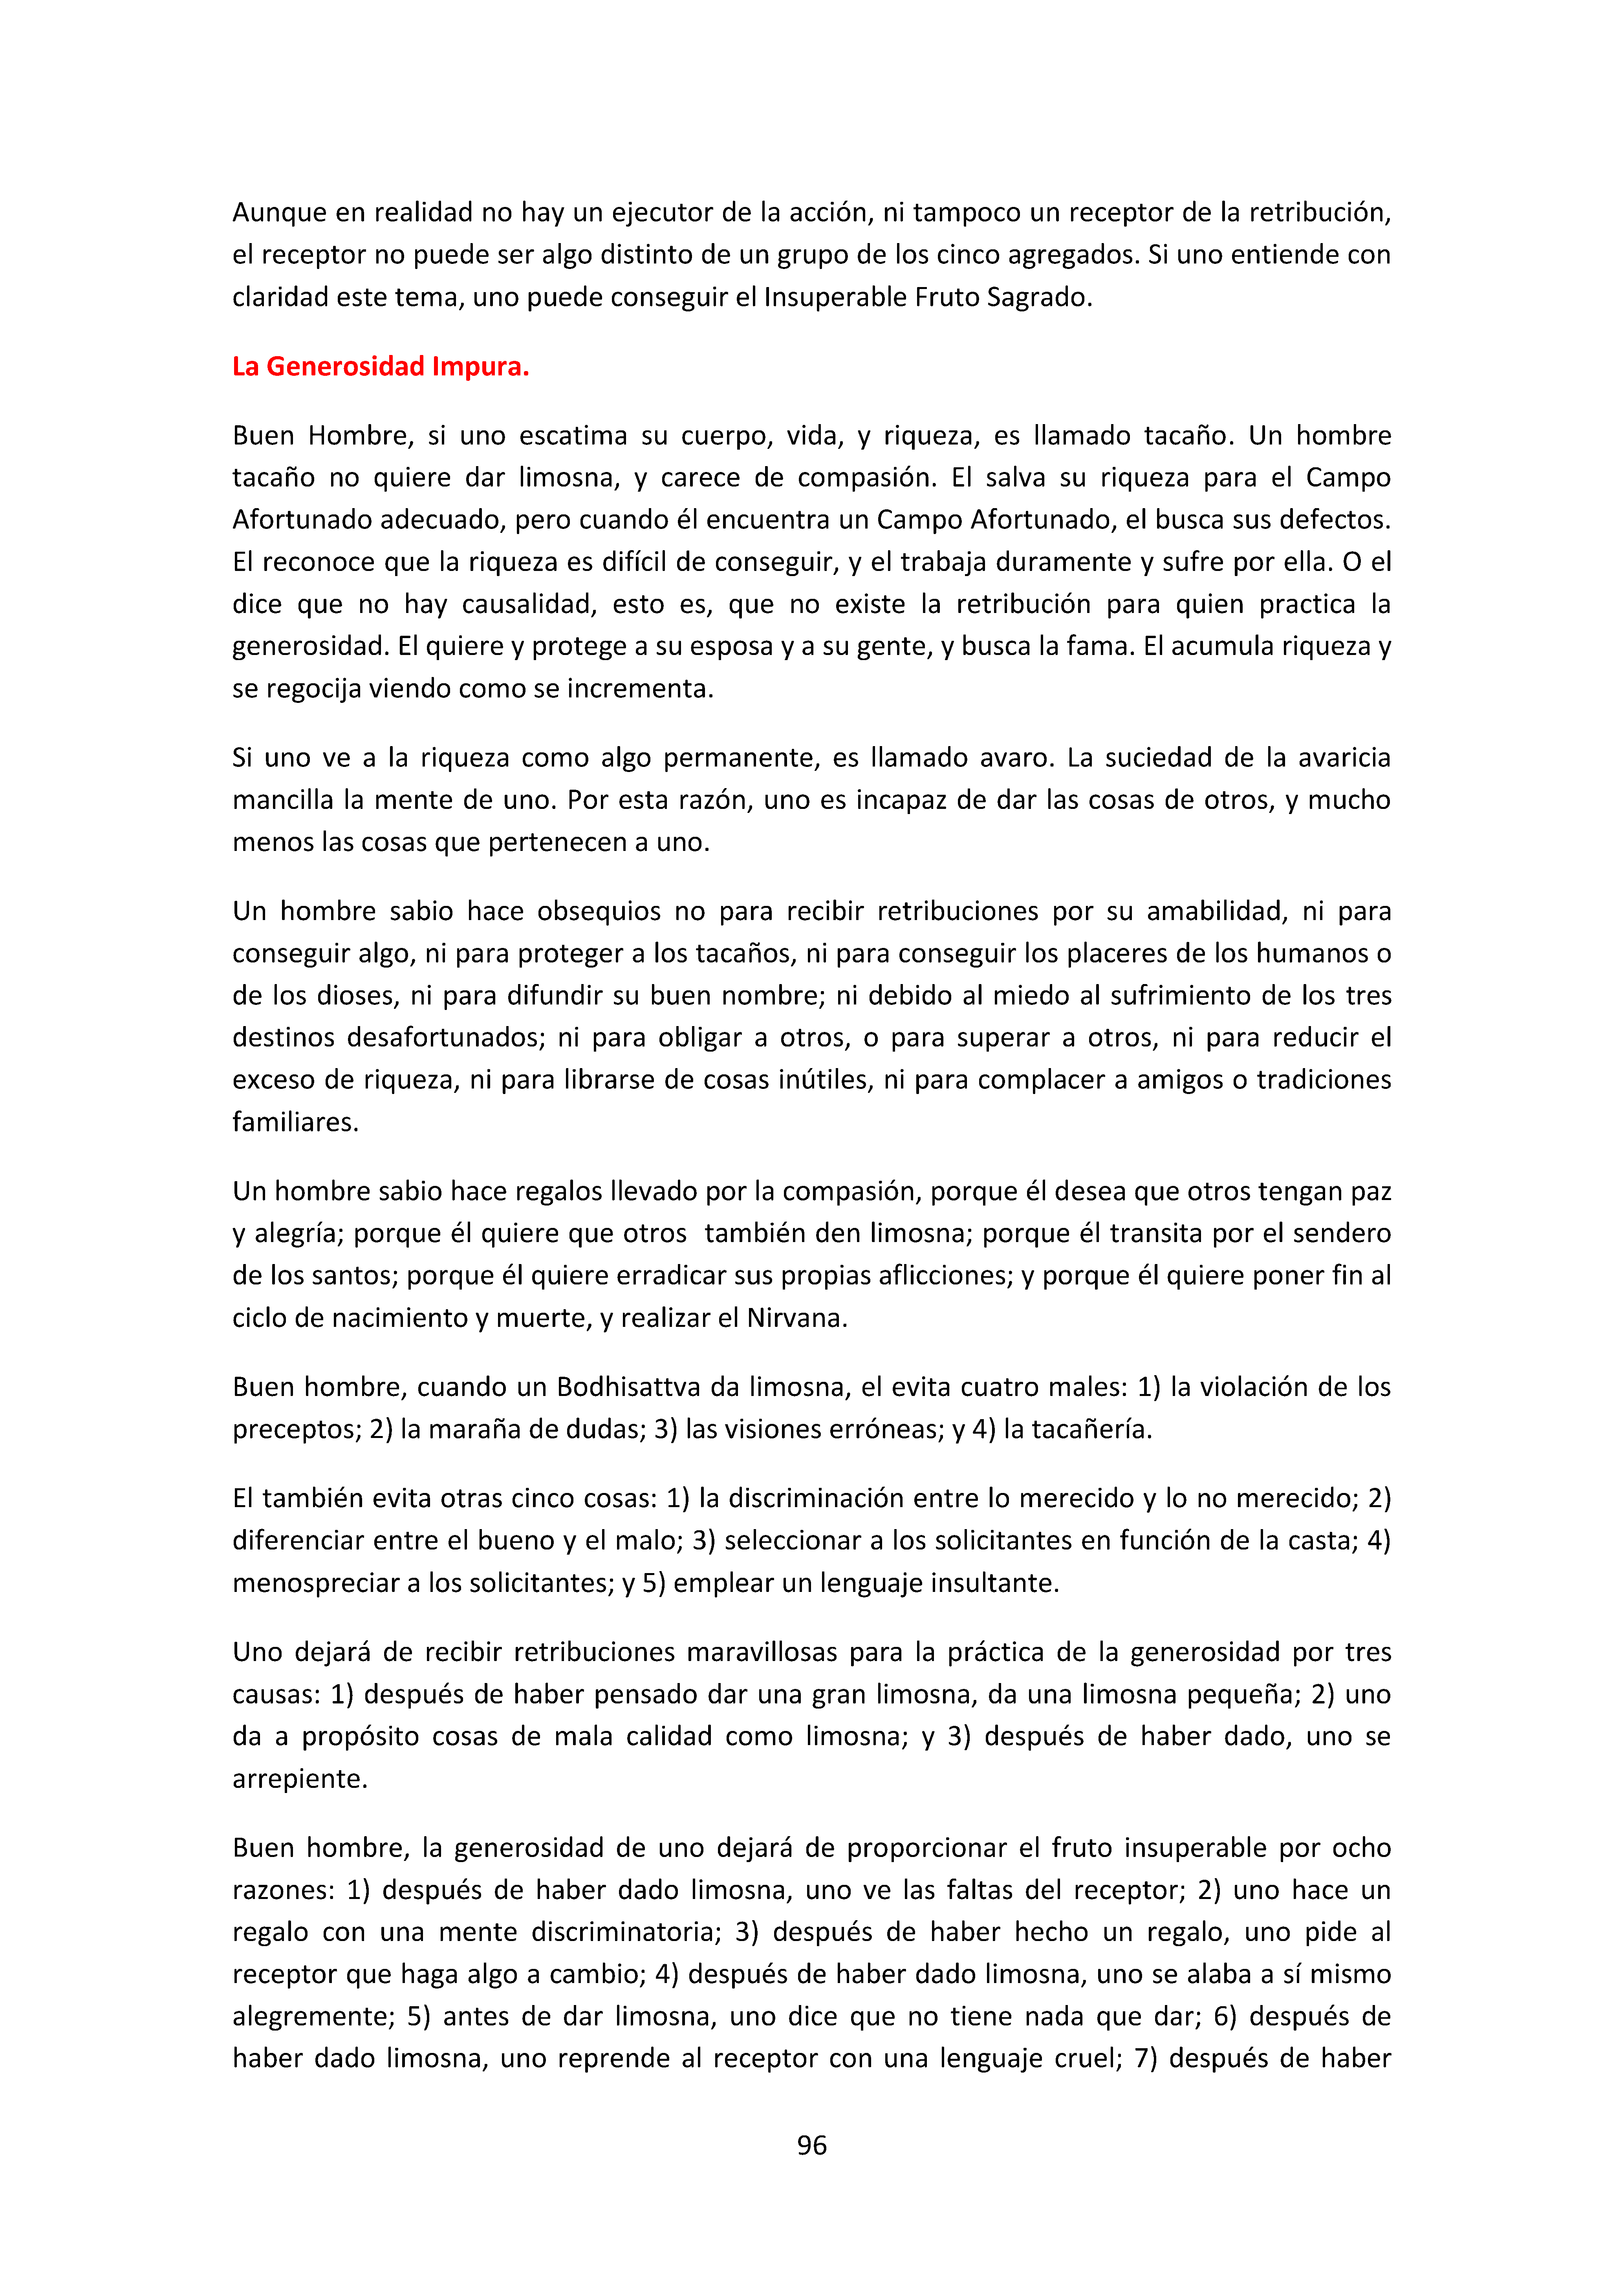 Aunque en realidad no hay un ejecutor de la acción, ni tampoco un receptor de la retribución,
el receptor no puede ser algo distinto de un grupo de los cinco agregados. Si uno entiende con
claridad este tema, uno puede conseguir el Insuperable Fruto Sagrado.
La Generosidad Impura.
Buen Hombre, si uno escatima su cuerpo, vida, y riqueza, es llamado tacaño. Un hombre
tacaño no quiere dar limosna, y carece de compasión. El salva su riqueza para el Campo
Afortunado adecuado, pero cuando él encuentra un Campo Afortunado, el busca sus defectos.
El reconoce que la riqueza es difícil de conseguir, y el trabaja duramente y sufre por ella. O el
dice que no hay causalidad, esto es, que no existe la retribución para quien practica la
generosidad. El quiere y protege a su esposa y a su gente, y busca la fama. El acumula riqueza y
se regocija viendo como se incrementa.
Si uno ve a la riqueza como algo permanente, es llamado avaro. La suciedad de la avaricia
mancilla la mente de uno. Por esta razón, uno es incapaz de dar las cosas de otros, y mucho
menos las cosas que pertenecen a uno.
Un hombre sabio hace obsequios no para recibir retribuciones por su amabilidad, ni para
conseguir algo, ni para proteger a los tacaños, ni para conseguir los placeres de los humanos o
de los dioses, ni para difundir su buen nombre; ni debido al miedo al sufrimiento de los tres
destinos desafortunados; ni para obligar a otros, o para superar a otros, ni para reducir el
exceso de riqueza, ni para librarse de cosas inútiles, ni para complacer a amigos o tradiciones
familiares.
Un hombre sabio hace regalos llevado por la compasión, porque él desea que otros tengan paz
y alegría; porque él quiere que otros  también den limosna; porque él transita por el sendero
de los santos; porque él quiere erradicar sus propias aflicciones; y porque él quiere poner fin al
ciclo de nacimiento y muerte, y realizar el Nirvana.
Buen hombre, cuando un Bodhisattva da limosna, el evita cuatro males: 1) la violación de los
preceptos; 2) la maraña de dudas; 3) las visiones erróneas; y 4) la tacañería.
El también evita otras cinco cosas: 1) la discriminación entre lo merecido y lo no merecido; 2)
diferenciar entre el bueno y el malo; 3) seleccionar a los solicitantes en función de la casta; 4)
menospreciar a los solicitantes; y 5) emplear un lenguaje insultante.
Uno dejará de recibir retribuciones maravillosas para la práctica de la generosidad por tres
causas: 1) después de haber pensado dar una gran limosna, da una limosna pequeña; 2) uno
da a propósito cosas de mala calidad como limosna; y 3) después de haber dado, uno se
arrepiente.
Buen hombre, la generosidad de uno dejará de proporcionar el fruto insuperable por ocho
razones: 1) después de haber dado limosna, uno ve las faltas del receptor; 2) uno hace un
regalo con una mente discriminatoria; 3) después de haber hecho un regalo, uno pide al
receptor que haga algo a cambio; 4) después de haber dado limosna, uno se alaba a sí mismo
alegremente; 5) antes de dar limosna, uno dice que no tiene nada que dar; 6) después de
haber dado limosna, uno reprende al receptor con una lenguaje cruel; 7) después de haber
96